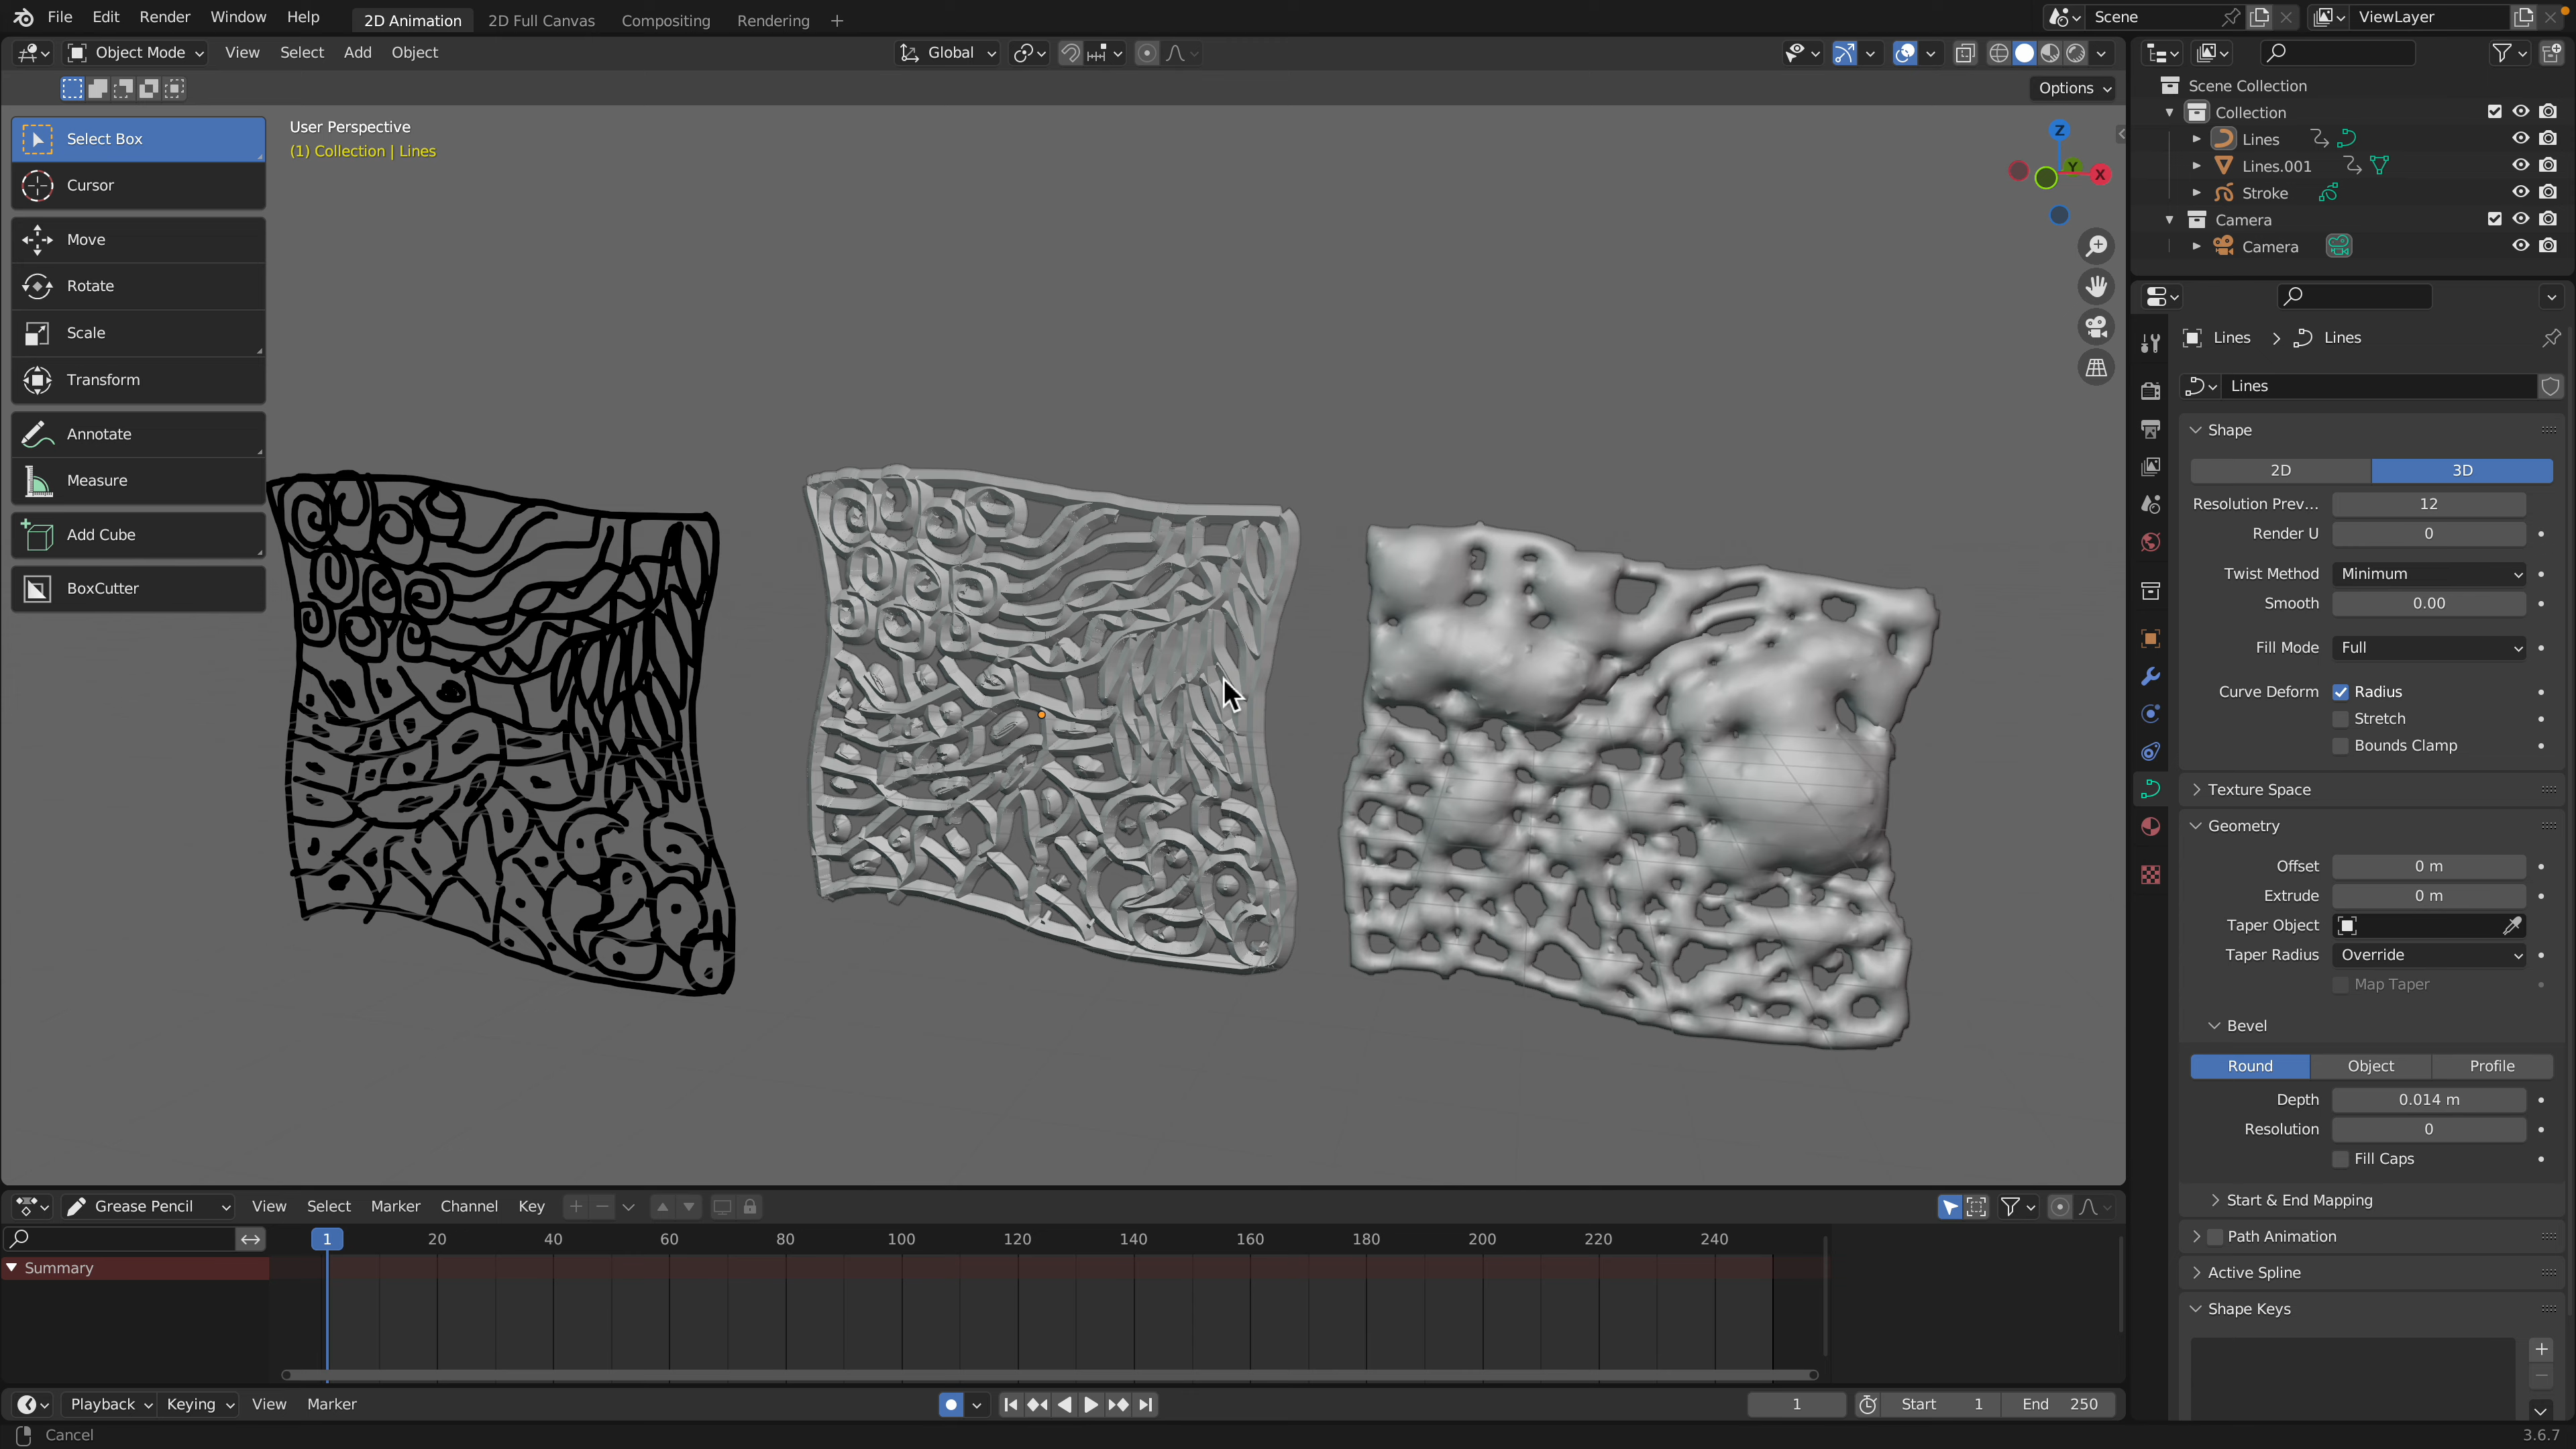 File Edit Render Window Help 2D Animation 2D Full Canvas Compositing Rendering + Scene ViewLayer
Object Mode View Select Add Object Global
Options
User Perspective
(1) Collection | Lines
Select Box
Cursor
Move
Rotate
Scale
Transform
Annotate
Measure
Add Cube
BoxCutter
Z
Y
X
Scene Collection
Collection
Lines
Lines.001
Stroke
Camera
Camera
Lines > Lines
Lines
Shape
2D 3D
Resolution Prev... 12
Render U 0
Twist Method Minimum
Smooth 0.00
Fill Mode Full
Curve Deform Radius
Stretch
Bounds Clamp
Texture Space
Geometry
Offset 0 m
Extrude 0 m
Taper Object
Taper Radius Override
Map Taper
Bevel
Round Object Profile
Depth 0.014 m
Resolution 0
Fill Caps
Start & End Mapping
Path Animation
Active Spline
Shape Keys
Grease Pencil View Select Marker Channel Key
1 20 40 60 80 100 120 140 160 180 200 220 240
Summary
Playback Keying View Marker 1 Start 1 End 250
Cancel 3.6.7